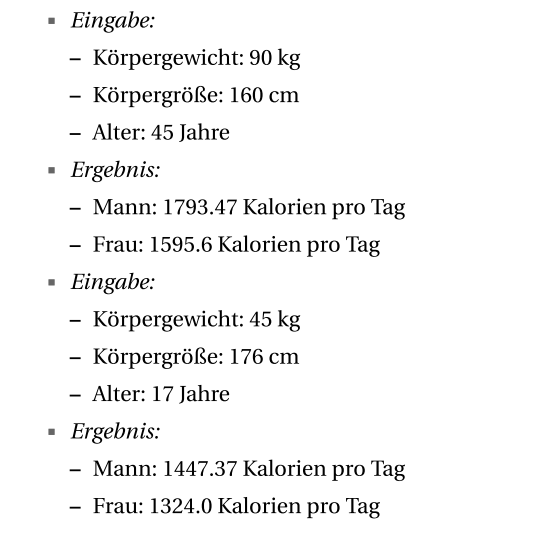 ▪ Eingabe:
– Körpergewicht: 90 kg
– Körpergröße: 160 cm
– Alter: 45 Jahre
▪ Ergebnis:
– Mann: 1793.47 Kalorien pro Tag
– Frau: 1595.6 Kalorien pro Tag
▪ Eingabe:
– Körpergewicht: 45 kg
– Körpergröße: 176 cm
– Alter: 17 Jahre
▪ Ergebnis:
– Mann: 1447.37 Kalorien pro Tag
– Frau: 1324.0 Kalorien pro Tag